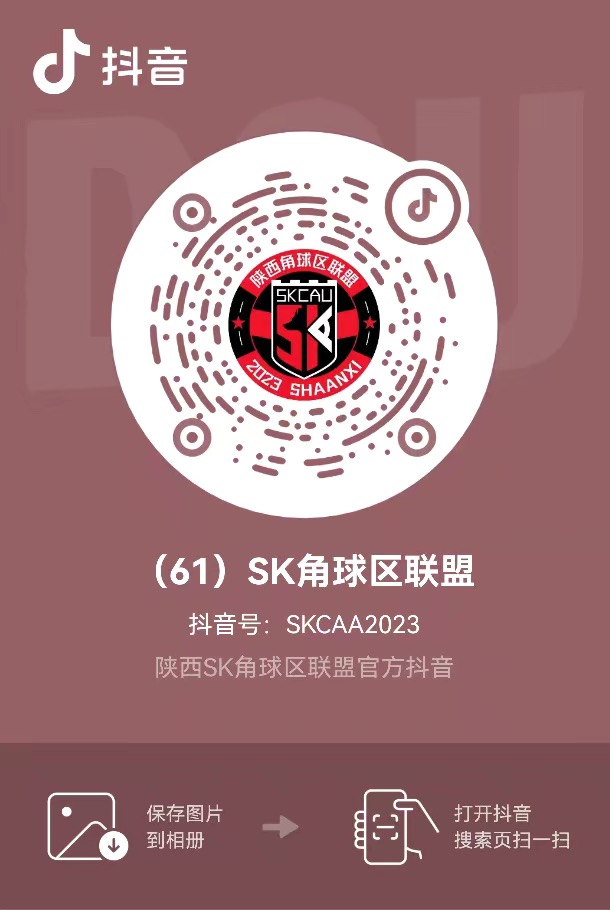 抖音
陕西角球区联盟
SKCAU
SK
2023 SHAANXI
（61）SK角球区联盟
抖音号：SKCAA2023
陕西SK角球区联盟官方抖音
保存图片
到相册
打开抖音
搜索页扫一扫